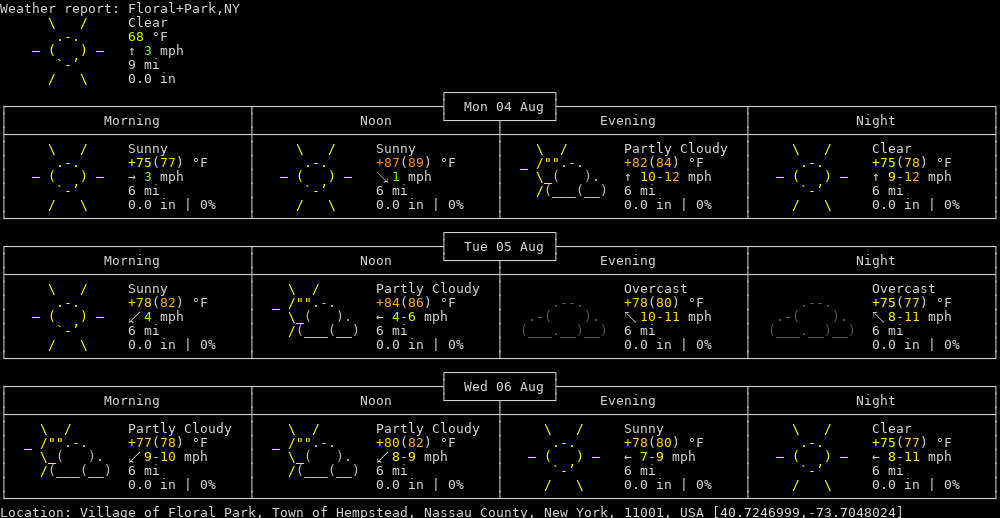 Weather report: Floral+Park,NY
Clear
68 °F
↑ 3 mph
9 mi
0.0 in
Mon 04 Aug
Morning Noon Evening Night
Sunny Sunny Partly Cloudy Clear
+75(77) °F +87(89) °F +82(84) °F +75(78) °F
→ 3 mph ↘ 1 mph ↑ 10-12 mph ↑ 9-12 mph
6 mi 6 mi 6 mi 6 mi
0.0 in | 0% 0.0 in | 0% 0.0 in | 0% 0.0 in | 0%
Tue 05 Aug
Morning Noon Evening Night
Sunny Partly Cloudy Overcast Overcast
+78(82) °F +84(86) °F +78(80) °F +75(77) °F
↙ 4 mph ← 4-6 mph ↖ 10-11 mph ↖ 8-11 mph
6 mi 6 mi 6 mi 6 mi
0.0 in | 0% 0.0 in | 0% 0.0 in | 0% 0.0 in | 0%
Wed 06 Aug
Morning Noon Evening Night
Partly Cloudy Partly Cloudy Sunny Clear
+77(78) °F +80(82) °F +78(80) °F +75(77) °F
↙ 9-10 mph ↙ 8-9 mph ← 7-9 mph ← 8-11 mph
6 mi 6 mi 6 mi 6 mi
0.0 in | 0% 0.0 in | 0% 0.0 in | 0% 0.0 in | 0%
Location: Village of Floral Park, Town of Hempstead, Nassau County, New York, 11001, USA [40.7246999,-73.7048024]